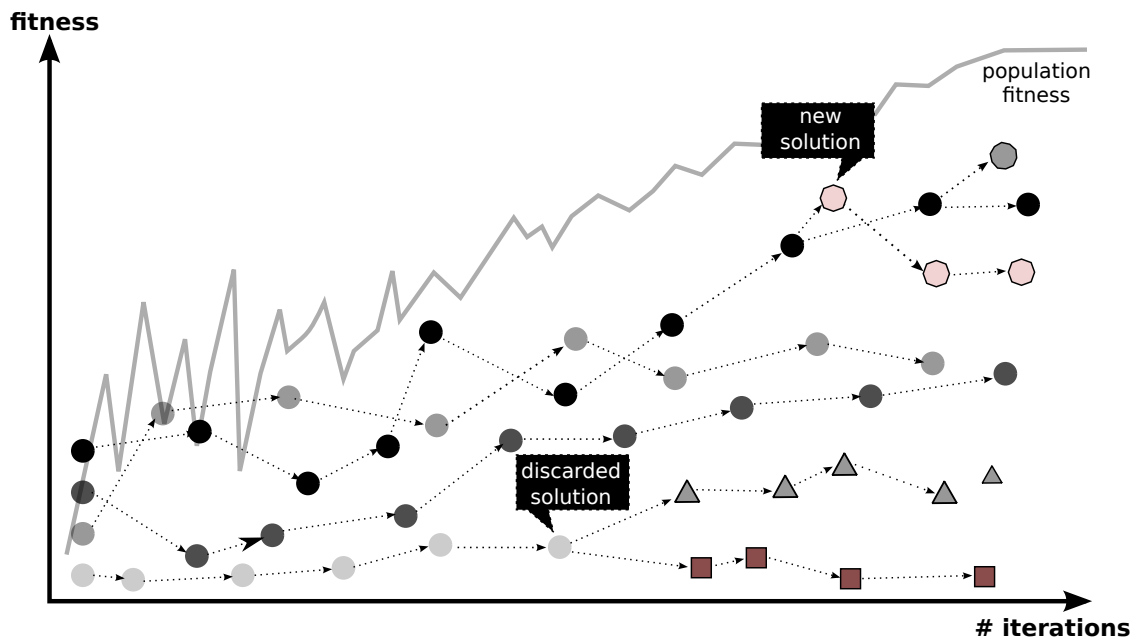 fitness
population
fitness
new
solution
discarded
solution
# iterations